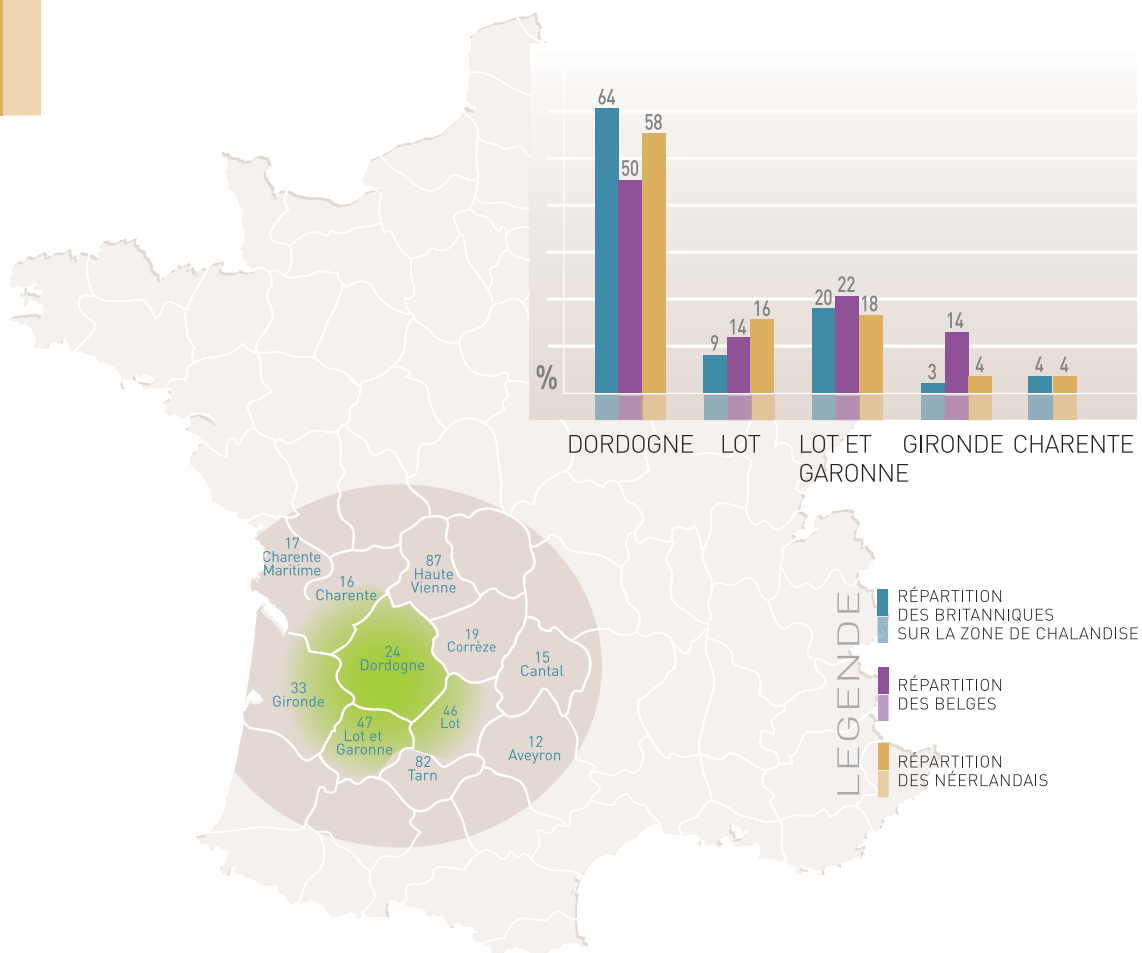 64
50
58
9
14
16
20
22
18
3
14
4
4
4
%
DORDOGNE
LOT
LOT ET
GARONNE
GIRONDE
CHARENTE
17
Charente
Maritime
16
Charente
87
Haute
Vienne
19
Corrèze
24
Dordogne
15
Cantal
33
Gironde
46
Lot
47
Lot et
Garonne
82
Tarn
12
Aveyron
LEGENDE
RÉPARTITION
DES BRITANNIQUES
SUR LA ZONE DE CHALANDISE
RÉPARTITION
DES BELGES
RÉPARTITION
DES NÉERLANDAIS